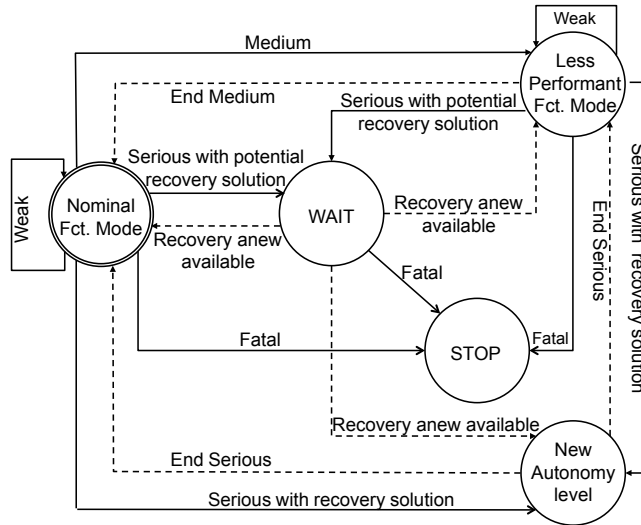 Weak
Medium
Less
Performant
Fct. Mode
End Medium
Serious with potential
recovery solution
Serious with potential
recovery solution
Weak
Nominal
Fct. Mode
WAIT
Recovery anew
available
Recovery anew
available
End Serious
Serious with recovery
solution
Fatal
Fatal
STOP
Fatal
Recovery anew available
End Serious
New
Autonomy
level
Serious with recovery solution